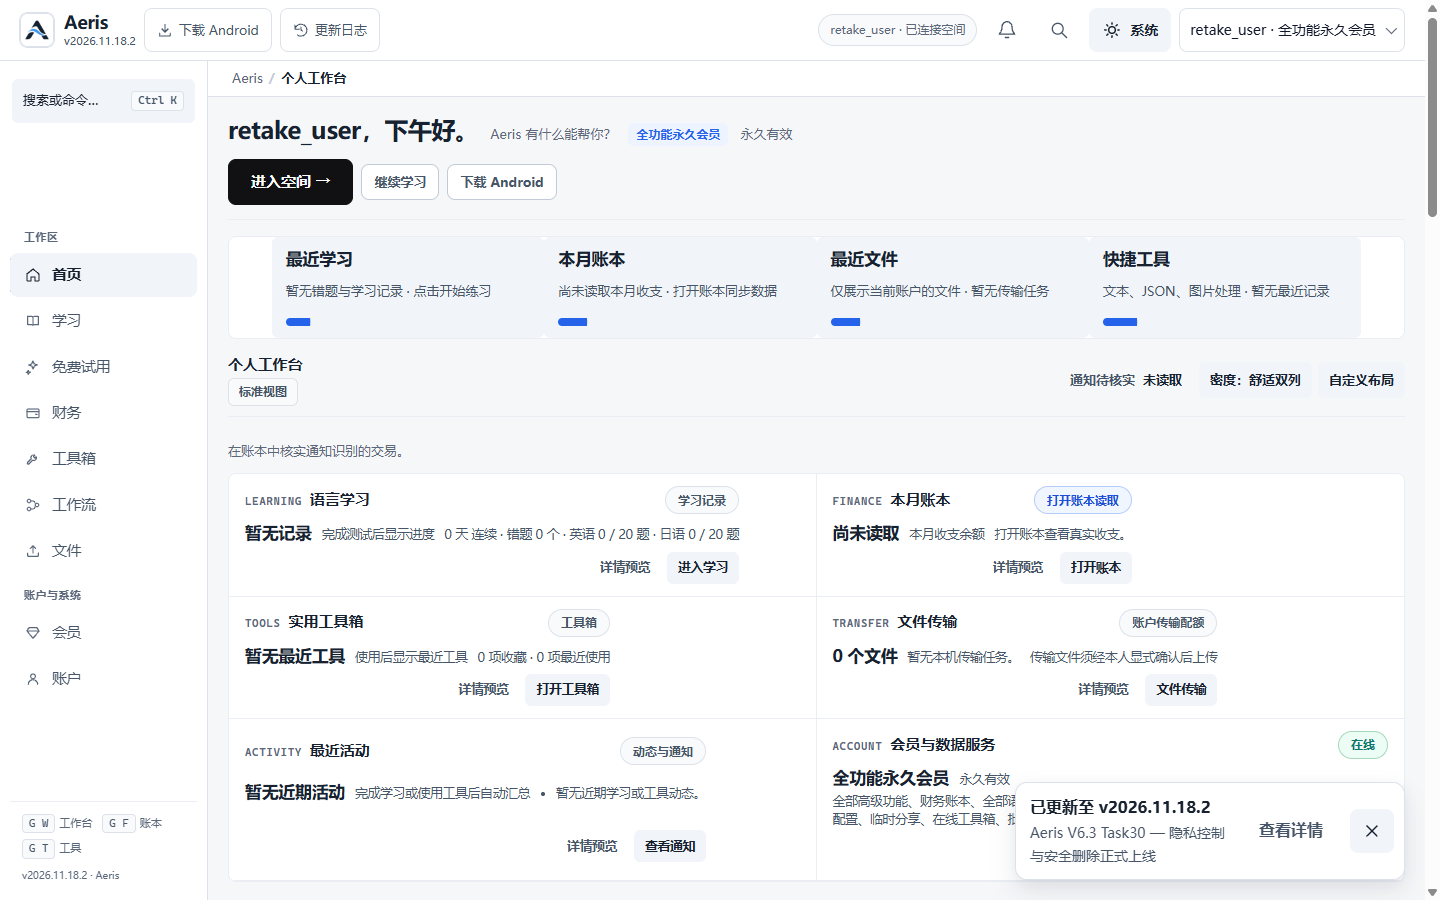 Aeris
v2026.11.18.2
下载 Android
更新日志
retake_user · 已连接空间
系统
retake_user · 全功能永久会员
搜索或命令...
Ctrl K
工作区
首页
学习
免费试用
财务
工具箱
工作流
文件
账户与系统
会员
账户
G W 工作台 G F 账本
G T 工具
v2026.11.18.2 · Aeris
Aeris / 个人工作台
retake_user，下午好。 Aeris 有什么能帮你？ 全功能永久会员 永久有效
进入空间 → 继续学习 下载 Android
最近学习
暂无错题与学习记录 · 点击开始练习
本月账本
尚未读取本月收支 · 打开账本同步数据
最近文件
仅展示当前账户的文件 · 暂无传输任务
快捷工具
文本、JSON、图片处理 · 暂无最近记录
个人工作台
标准视图
通知待核实 未读取 密度：舒适双列 自定义布局
在账本中核实通知识别的交易。
LEARNING 语言学习 学习记录
暂无记录 完成测试后显示进度 0 天 连续 · 错题 0 个 · 英语 0 / 20 题 · 日语 0 / 20 题
详情预览 进入学习
FINANCE 本月账本 打开账本读取
尚未读取 本月收支余额 打开账本查看真实收支。
详情预览 打开账本
TOOLS 实用工具箱 工具箱
暂无最近工具 使用后显示最近工具 0 项收藏 · 0 项最近使用
详情预览 打开工具箱
TRANSFER 文件传输 账户传输配额
0 个文件 暂无本机传输任务。 传输文件须经本人显式确认后上传
详情预览 文件传输
ACTIVITY 最近活动 动态与通知
暂无近期活动 完成学习或使用工具后自动汇总 • 暂无近期学习或工具动态。
详情预览 查看通知
ACCOUNT 会员与数据服务 在线
全功能永久会员 永久有效
全部高级功能、财务账本、全部
配置、临时分享、在线工具箱、
已更新至 v2026.11.18.2
Aeris V6.3 Task30 — 隐私控制
与安全删除正式上线
查看详情